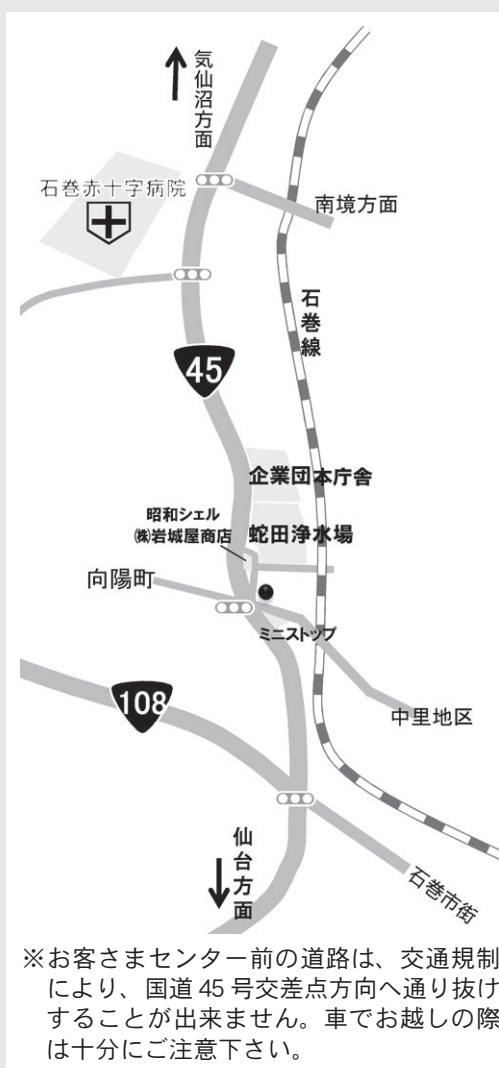 気仙沼方面
石巻赤十字病院
南境方面
石巻線
45
企業団本庁舎
昭和シェル
㈱岩城屋商店
蛇田浄水場
向陽町
ミニストップ
108
中里地区
仙台方面
石巻市街
※お客さまセンター前の道路は、交通規制
により、国道 45 号交差点方向へ通り抜け
することが出来ません。車でお越しの際
は十分にご注意下さい。